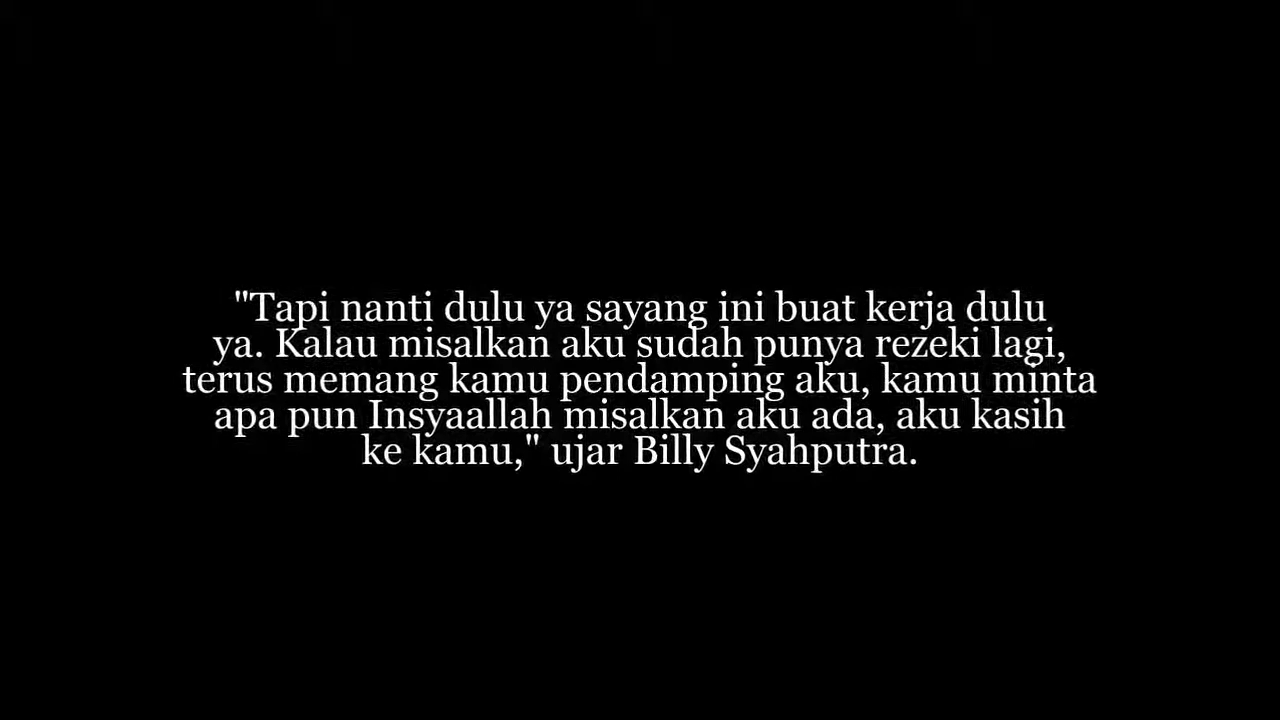 "Tapi nanti dulu ya sayang ini buat kerja dulu
ya. Kalau misalkan aku sudah punya rezeki lagi,
terus memang kamu pendamping aku, kamu minta
apa pun Insyaallah misalkan aku ada, aku kasih
ke kamu," ujar Billy Syahputra.